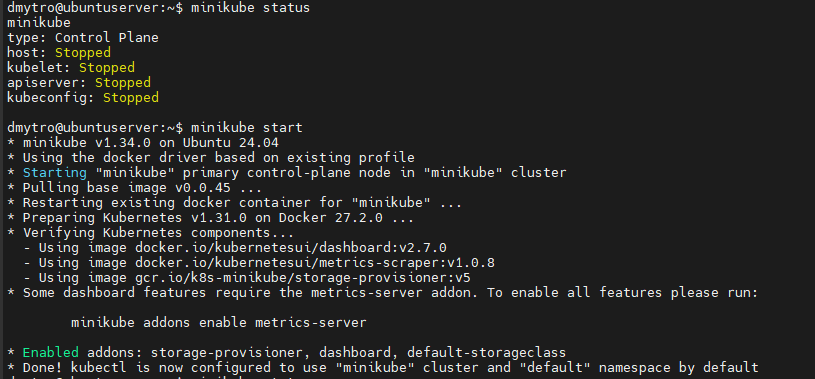 dmytro@ubuntuserver:~$ minikube status
minikube
type: Control Plane
host: Stopped
kubelet: Stopped
apiserver: Stopped
kubeconfig: Stopped
dmytro@ubuntuserver:~$ minikube start
* minikube v1.34.0 on Ubuntu 24.04
* Using the docker driver based on existing profile
* Starting "minikube" primary control-plane node in "minikube" cluster
* Pulling base image v0.0.45 ...
* Restarting existing docker container for "minikube" ...
* Preparing Kubernetes v1.31.0 on Docker 27.2.0 ...
* Verifying Kubernetes components...
  - Using image docker.io/kubernetesui/dashboard:v2.7.0
  - Using image docker.io/kubernetesui/metrics-scraper:v1.0.8
  - Using image gcr.io/k8s-minikube/storage-provisioner:v5
* Some dashboard features require the metrics-server addon. To enable all features please run:
        minikube addons enable metrics-server
* Enabled addons: storage-provisioner, dashboard, default-storageclass
* Done! kubectl is now configured to use "minikube" cluster and "default" namespace by default